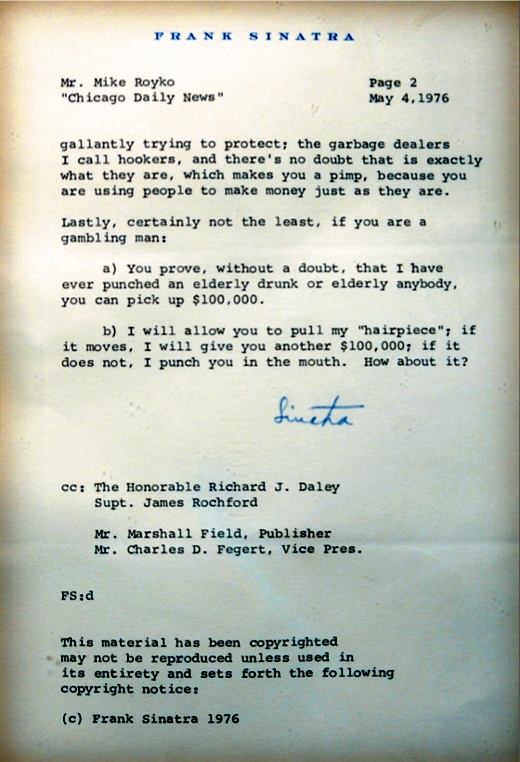 FRANK SINATRA
Mr. Mike Royko Page 2
"Chicago Daily News" May 4,1976
gallantly trying to protect; the garbage dealers
I call hookers, and there's no doubt that is exactly
what they are, which makes you a pimp, because you
are using people to make money just as they are.
Lastly, certainly not the least, if you are a
gambling man:
a) You prove, without a doubt, that I have
ever punched an elderly drunk or elderly anybody,
you can pick up $100,000.
b) I will allow you to pull my "hairpiece"; if
it moves, I will give you another $100,000; if it
does not, I punch you in the mouth. How about it?
Sinatra
cc: The Honorable Richard J. Daley
Supt. James Rochford
Mr. Marshall Field, Publisher
Mr. Charles D. Fegert, Vice Pres.
FS:d
This material has been copyrighted
may not be reproduced unless used in
its entirety and sets forth the following
copyright notice:
(c) Frank Sinatra 1976